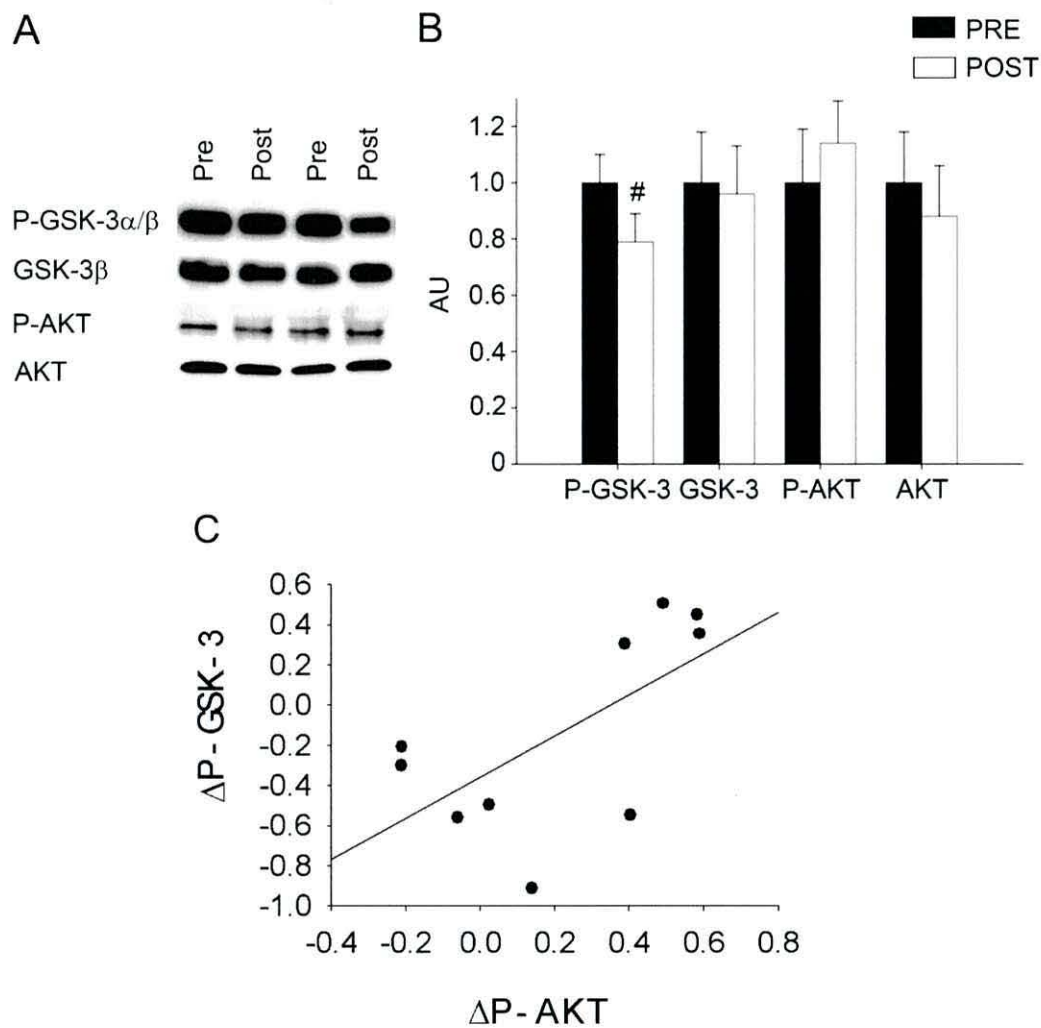 A
B
PRE
POST
Pre Post Pre Post
P-GSK-3α/β
GSK-3β
P-AKT
AKT
AU
1.2
1.0
0.8
0.6
0.4
0.2
0
#
P-GSK-3 GSK-3 P-AKT AKT
C
ΔP-GSK-3
0.6
0.4
0.2
0.0
-0.2
-0.4
-0.6
-0.8
-1.0
-0.4 -0.2 0.0 0.2 0.4 0.6 0.8
ΔP-AKT